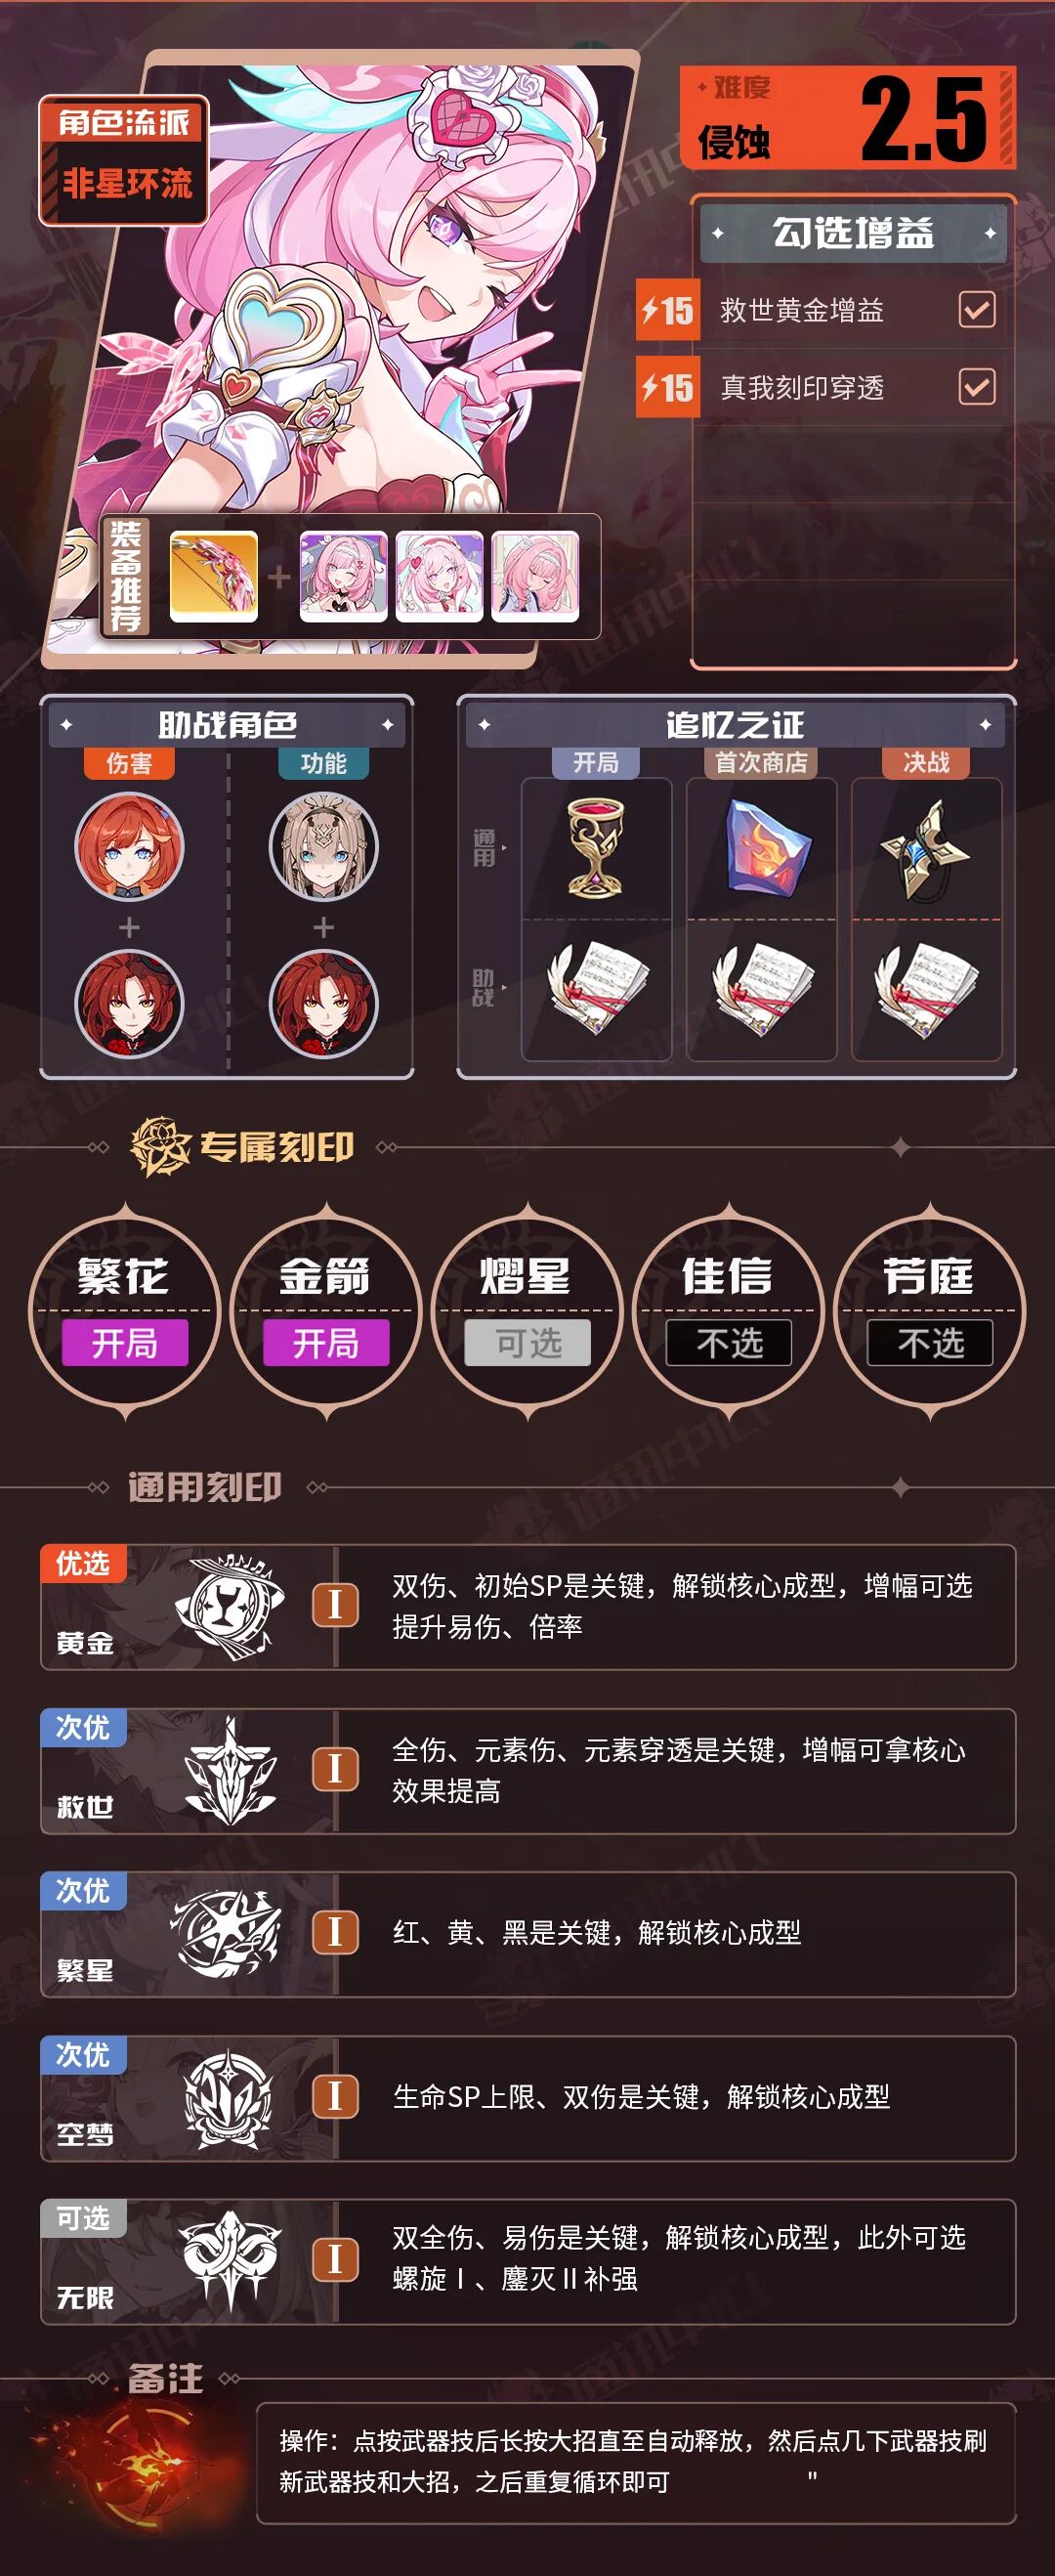 角色流派
非星环流
难度
侵蚀
2.5
勾选增益
15 救世黄金增益
15 真我刻印穿透
装备推荐
助战角色
伤害 功能
追忆之证
开局 首次商店 决战
通用
助战
专属刻印
繁花 金箭 熠星 佳信 芳庭
开局 开局 可选 不选 不选
通用刻印
优选
黄金
I
双伤、初始SP是关键，解锁核心成型，增幅可选
提升易伤、倍率
次优
救世
I
全伤、元素伤、元素穿透是关键，增幅可拿核心
效果提高
次优
繁星
I
红、黄、黑是关键，解锁核心成型
次优
空梦
I
生命SP上限、双伤是关键，解锁核心成型
可选
无限
I
双全伤、易伤是关键，解锁核心成型，此外可选
螺旋Ⅰ、鏖灭Ⅱ补强
备注
操作：点按武器技后长按大招直至自动释放，然后点几下武器技刷
新武器技和大招，之后重复循环即可 "